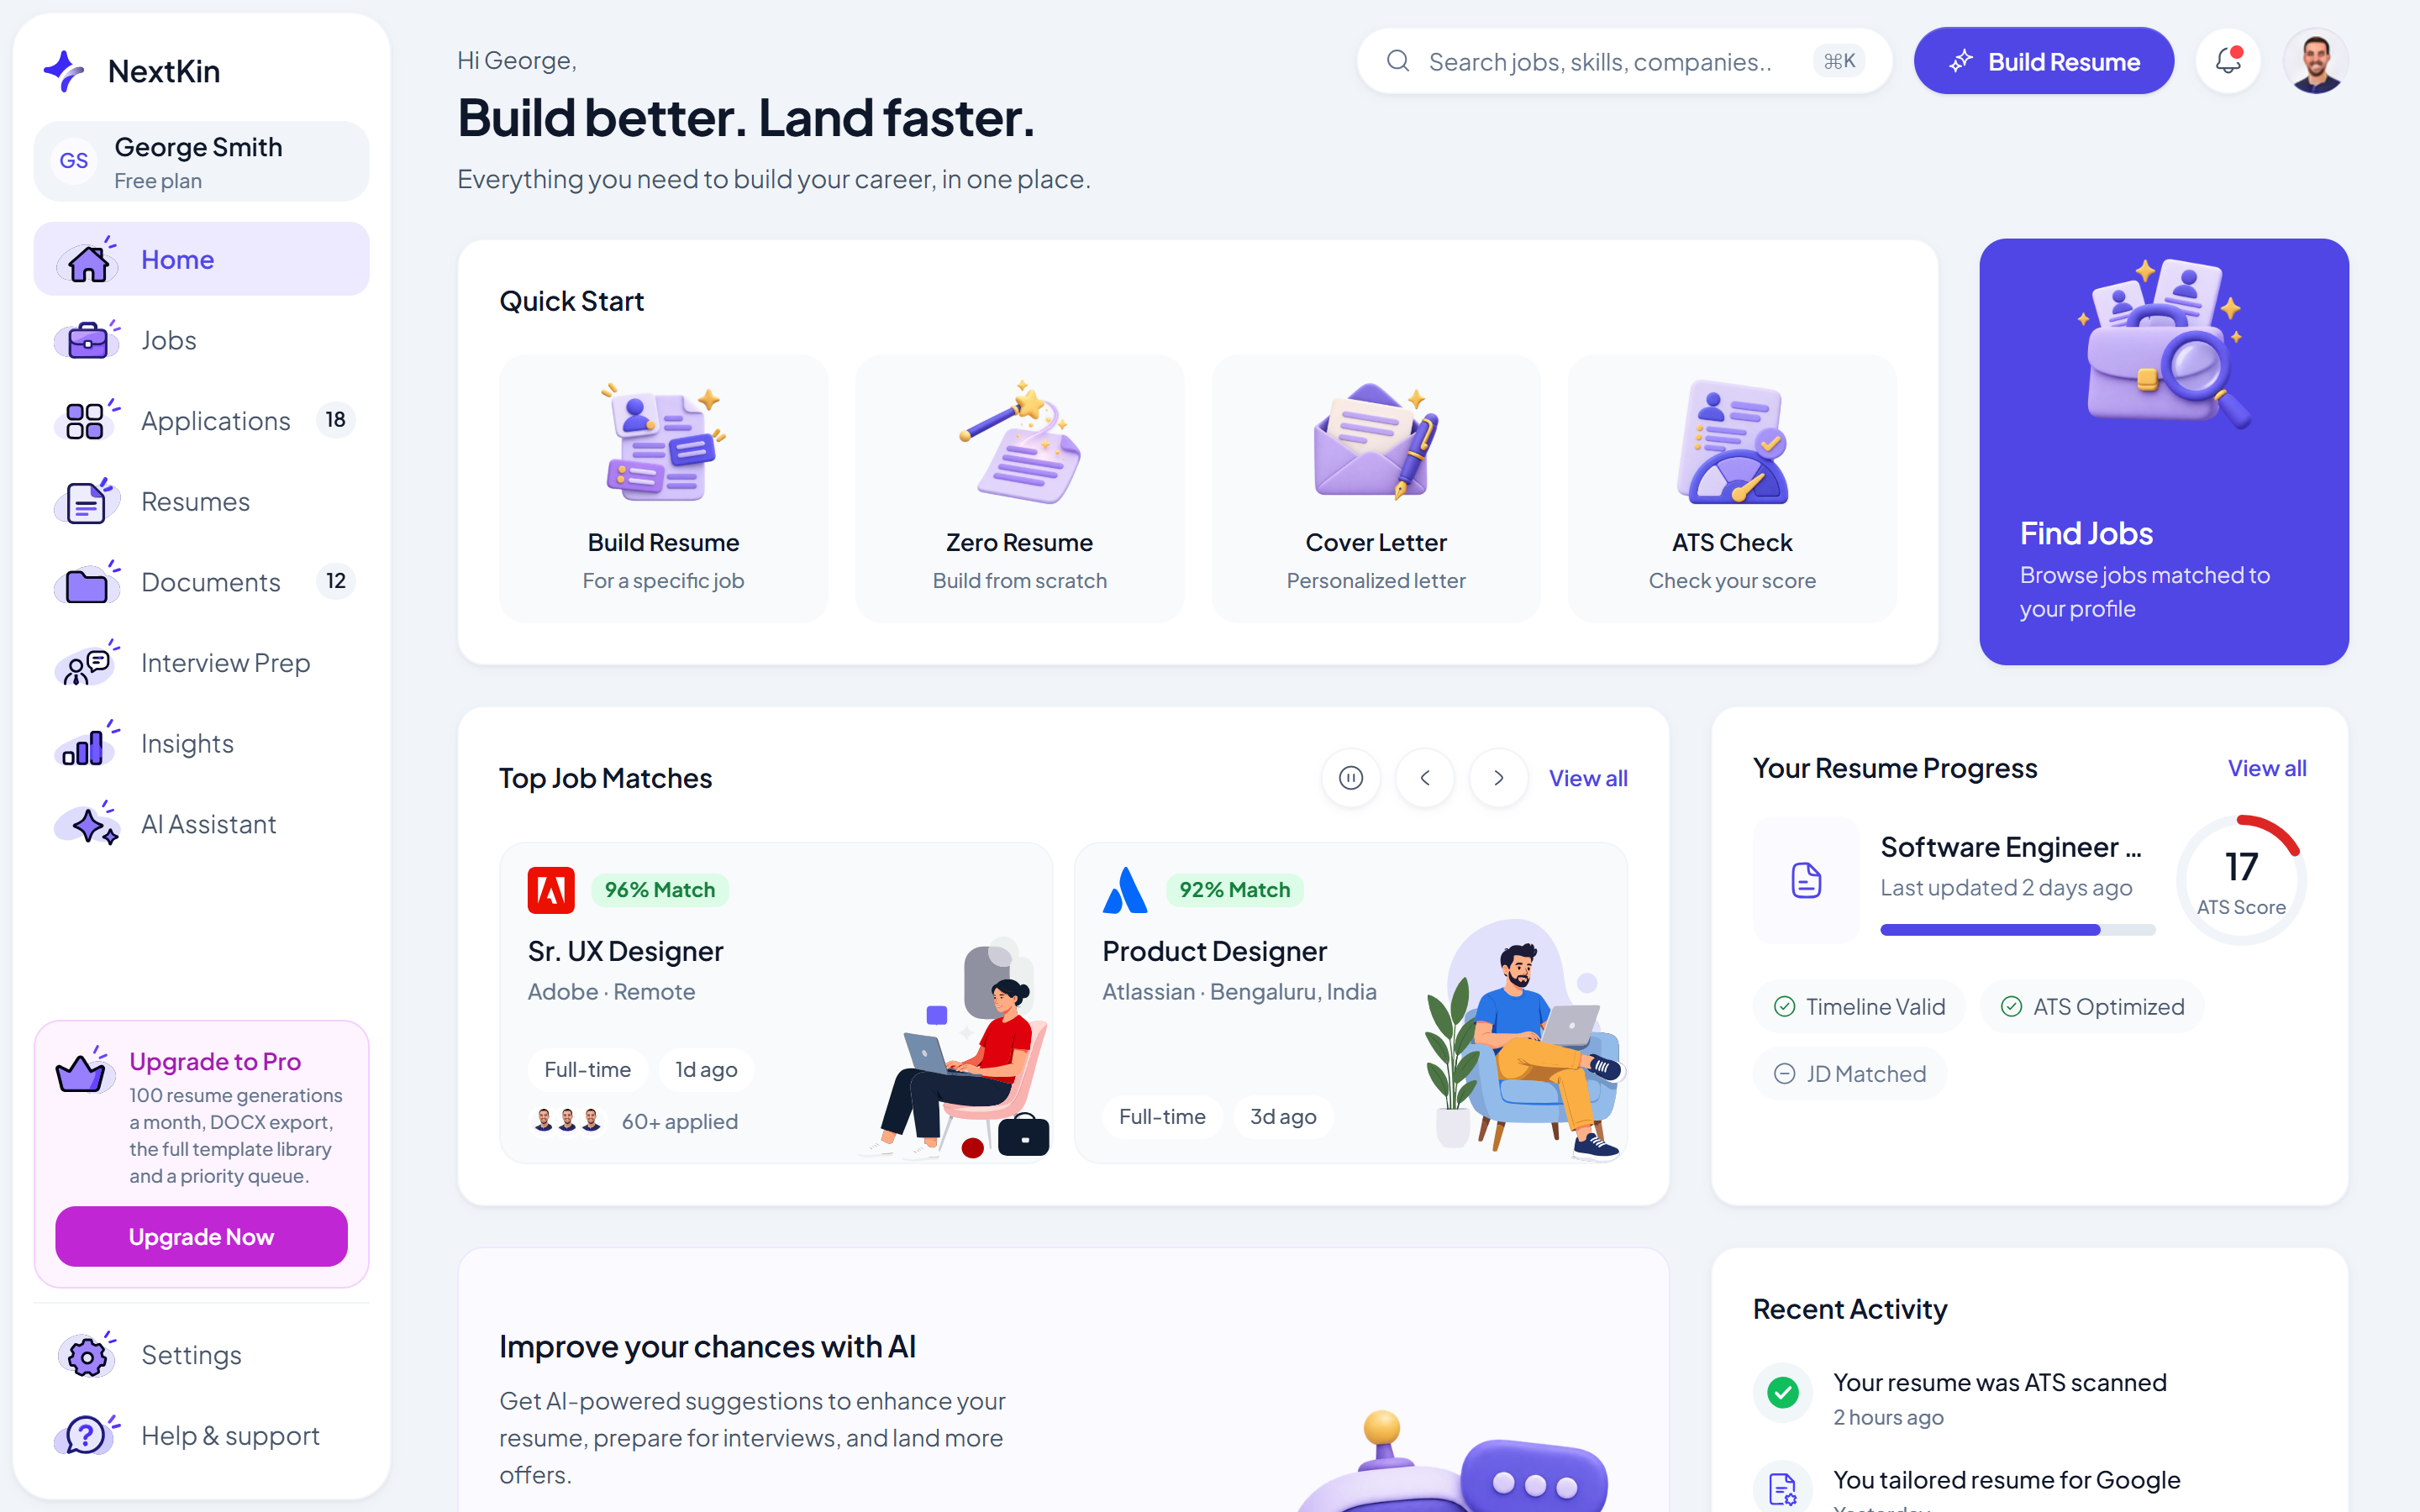 NextKin
GS
George Smith
Free plan
Home
Jobs
Applications
18
Resumes
Documents
12
Interview Prep
Insights
AI Assistant
Upgrade to Pro
100 resume generations
a month, DOCX export,
the full template library
and a priority queue.
Upgrade Now
Settings
Help & support
Hi George,
Build better. Land faster.
Everything you need to build your career, in one place.
Search jobs, skills, companies..
⌘K
Build Resume
Quick Start
Build Resume
For a specific job
Zero Resume
Build from scratch
Cover Letter
Personalized letter
ATS Check
Check your score
Find Jobs
Browse jobs matched to
your profile
Top Job Matches
View all
96% Match
Sr. UX Designer
Adobe · Remote
Full-time
1d ago
60+ applied
92% Match
Product Designer
Atlassian · Bengaluru, India
Full-time
3d ago
Your Resume Progress
View all
Software Engineer ...
Last updated 2 days ago
17
ATS Score
Timeline Valid
ATS Optimized
JD Matched
Improve your chances with AI
Get AI-powered suggestions to enhance your
resume, prepare for interviews, and land more
offers.
Recent Activity
Your resume was ATS scanned
2 hours ago
You tailored resume for Google